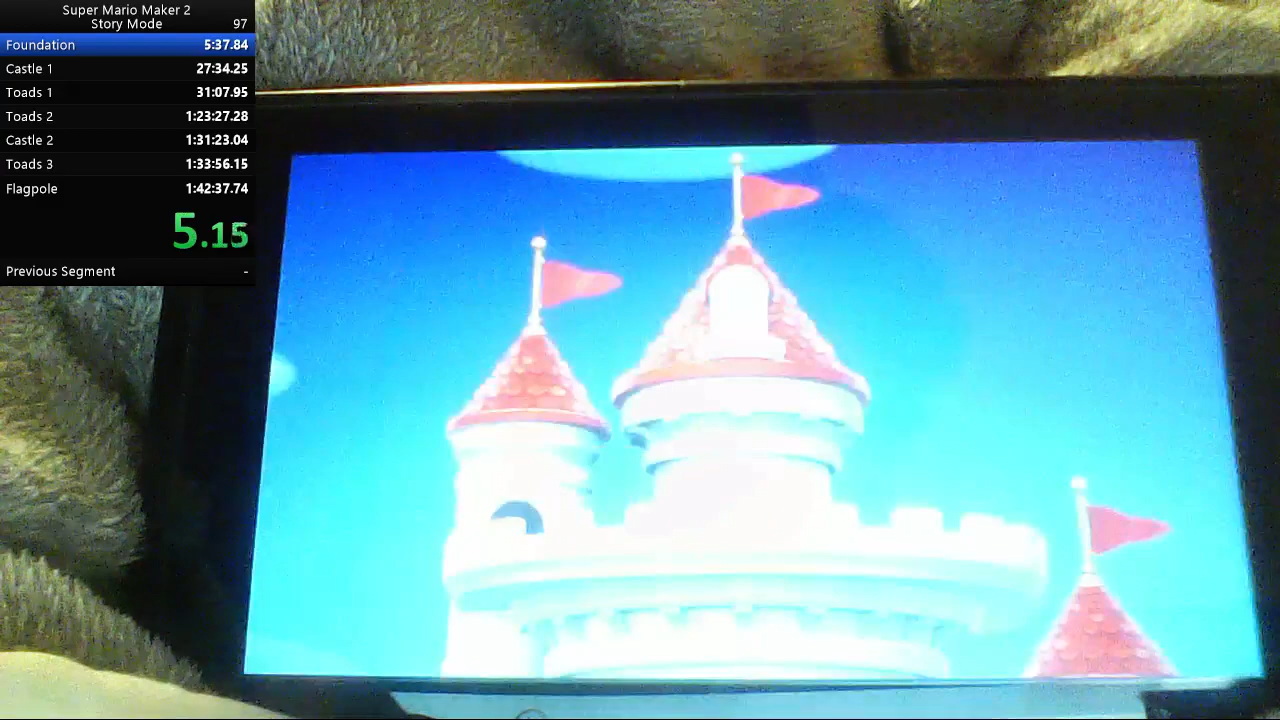 Super Mario Maker 2
Story Mode 97
Foundation 5:37.84
Castle 1 27:34.25
Toads 1 31:07.95
Toads 2 1:23:27.28
Castle 2 1:31:23.04
Toads 3 1:33:56.15
Flagpole 1:42:37.74
5.15
Previous Segment -